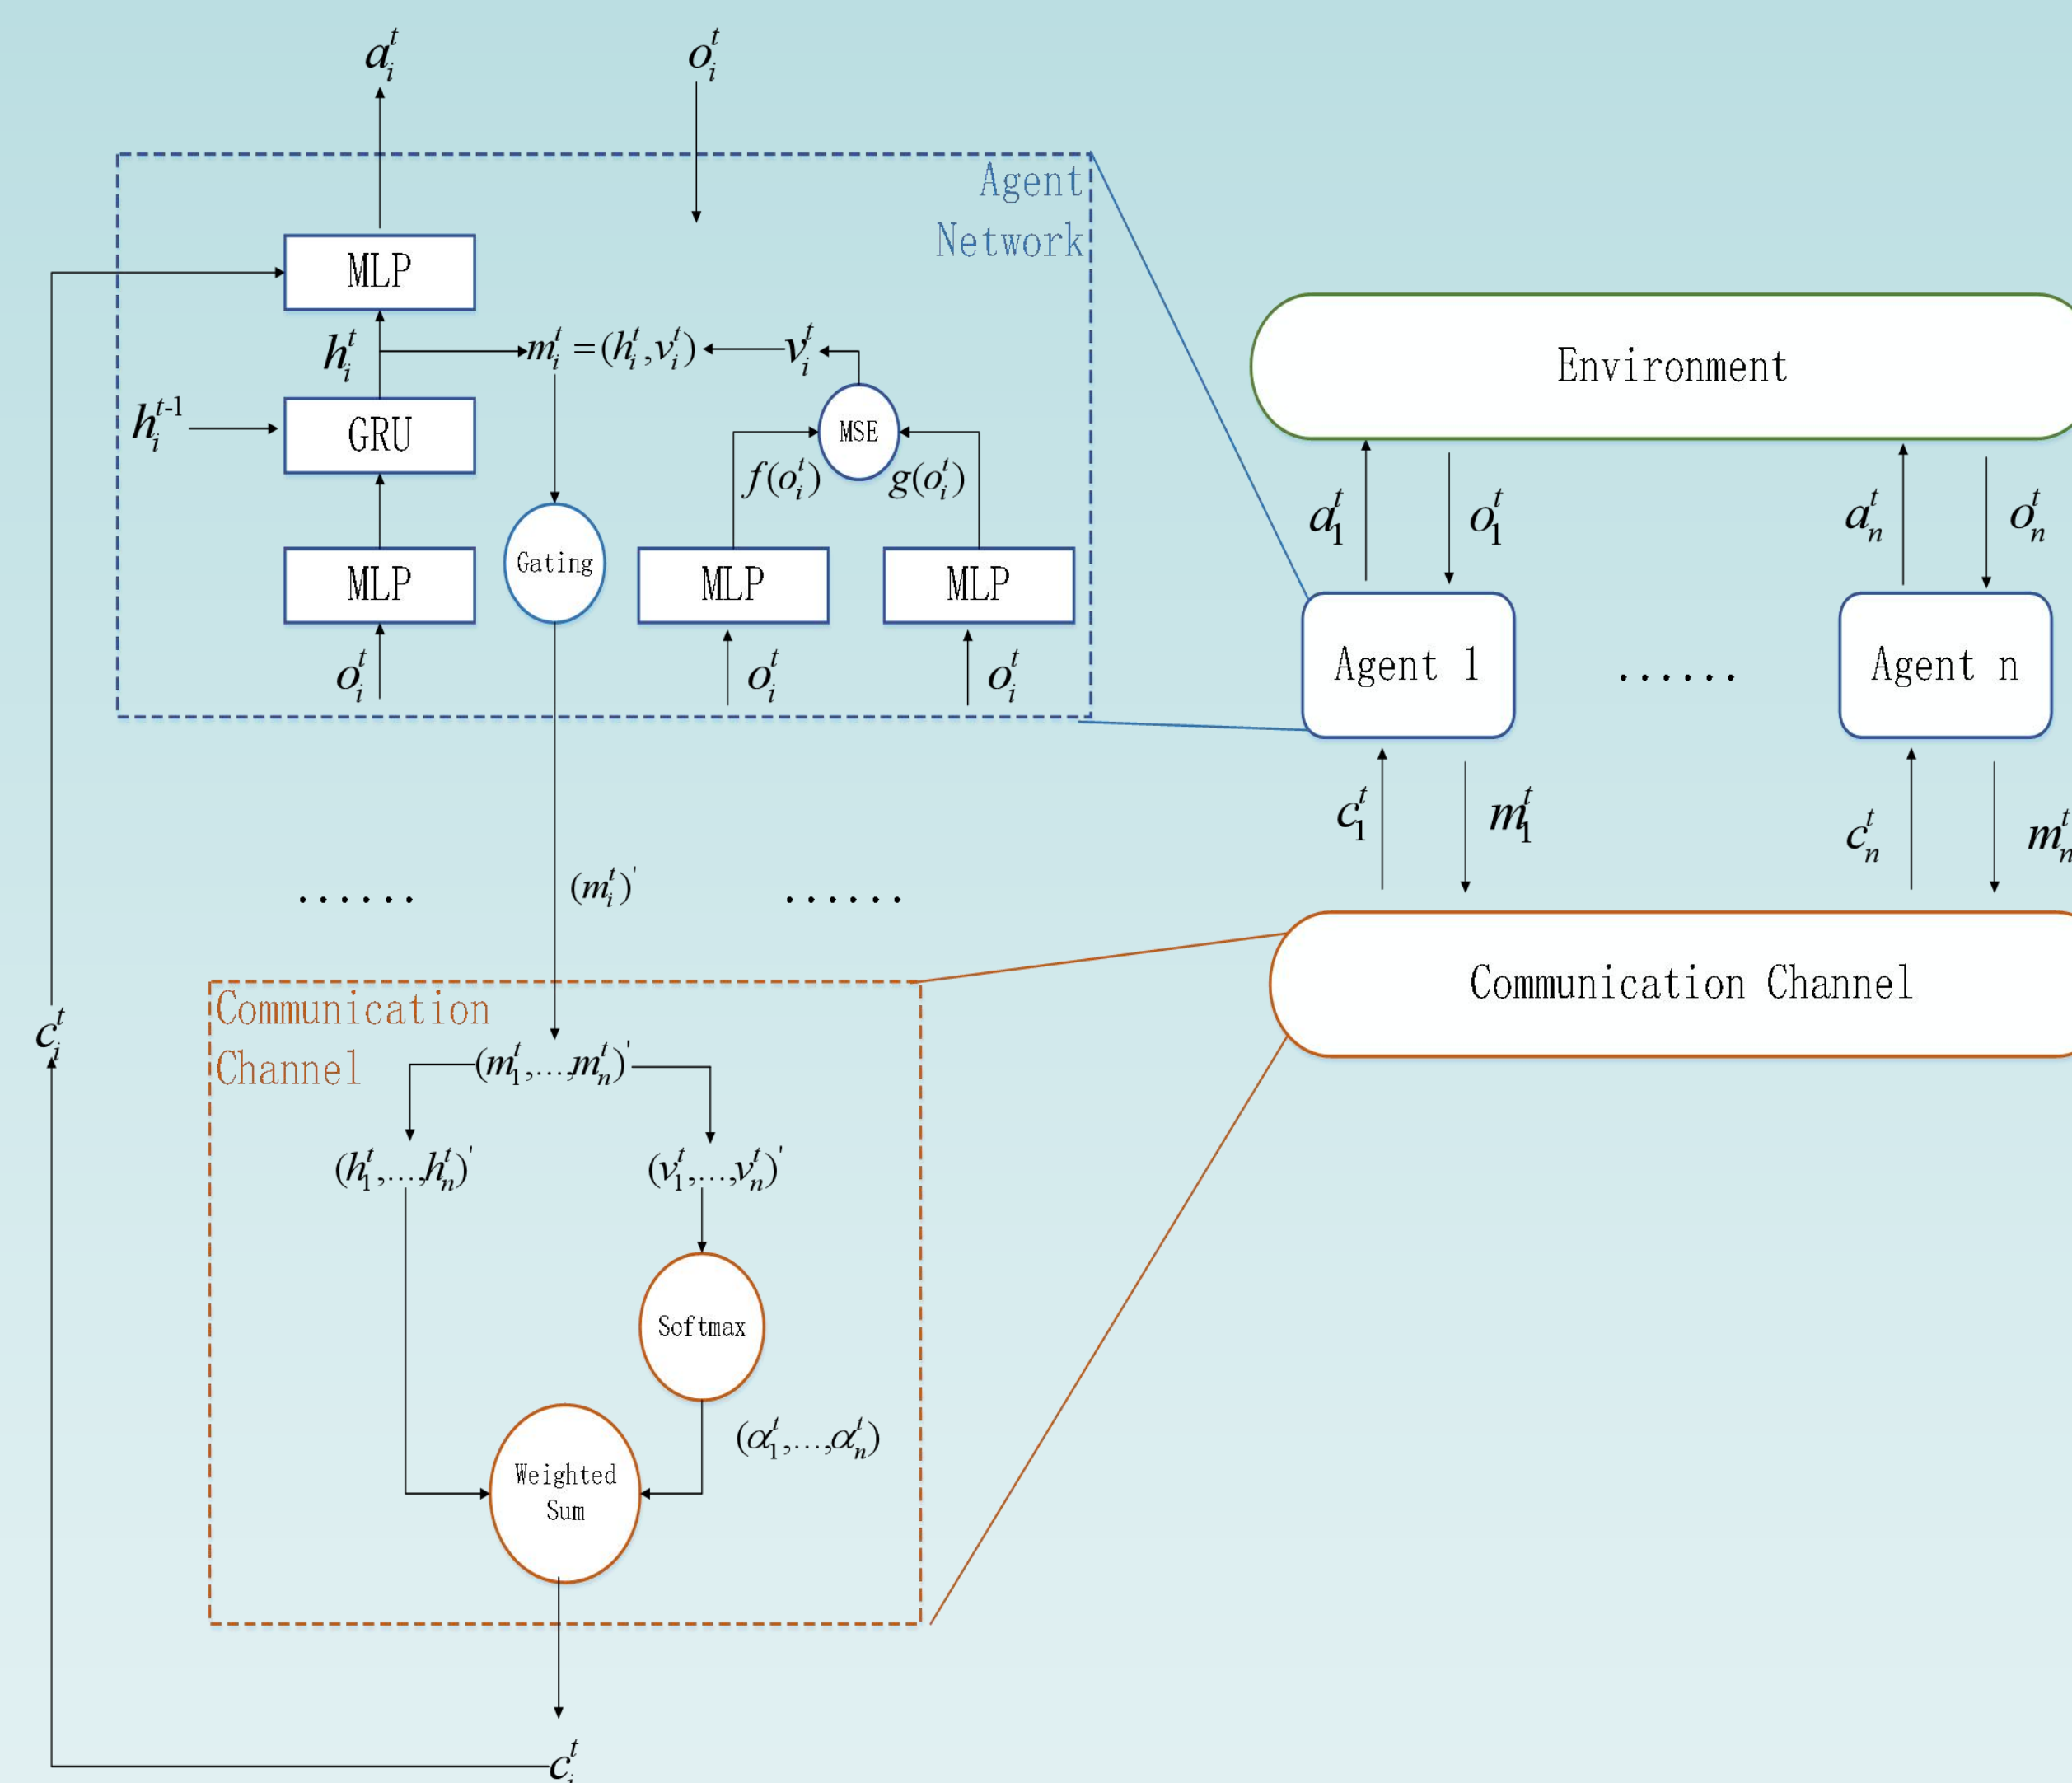 a_i^t
o_i^t
Agent
Network
MLP
h_i^t
m_i^t = (h_i^t, v_i^t)
v_i^t
h_i^{t-1}
GRU
MSE
f(o_i^t)
g(o_i^t)
Gating
MLP
MLP
MLP
o_i^t
o_i^t
o_i^t
......
(m_i^t)'
......
c_i^t
Communication
Channel
(m_1^t,...,m_n^t)'
(h_1^t,...,h_n^t)'
(v_1^t,...,v_n^t)'
Softmax
(α_1^t,...,α_n^t)
Weighted
Sum
c_i^t
Environment
a_1^t
o_1^t
a_n^t
o_n^t
Agent 1
......
Agent n
c_1^t
m_1^t
c_n^t
m_n^t
Communication Channel